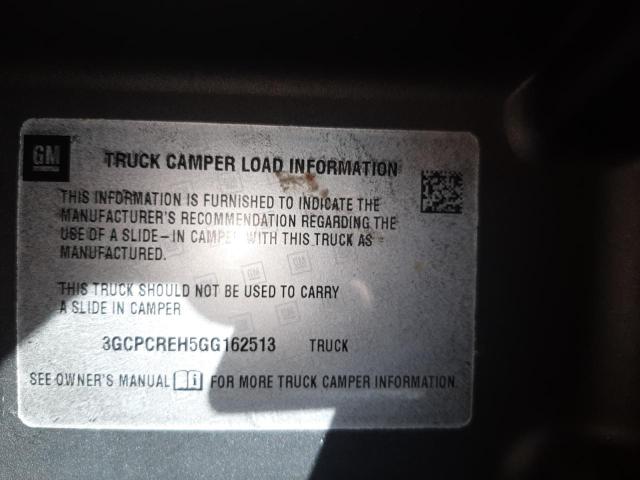 GM
TRUCK CAMPER LOAD INFORMATION
THIS INFORMATION IS FURNISHED TO INDICATE THE
MANUFACTURER'S RECOMMENDATION REGARDING THE
USE OF A SLIDE-IN CAMPER WITH THIS TRUCK AS
MANUFACTURED.
THIS TRUCK SHOULD NOT BE USED TO CARRY
A SLIDE IN CAMPER
3GCPCREH5GG162513 TRUCK
SEE OWNER'S MANUAL FOR MORE TRUCK CAMPER INFORMATION.